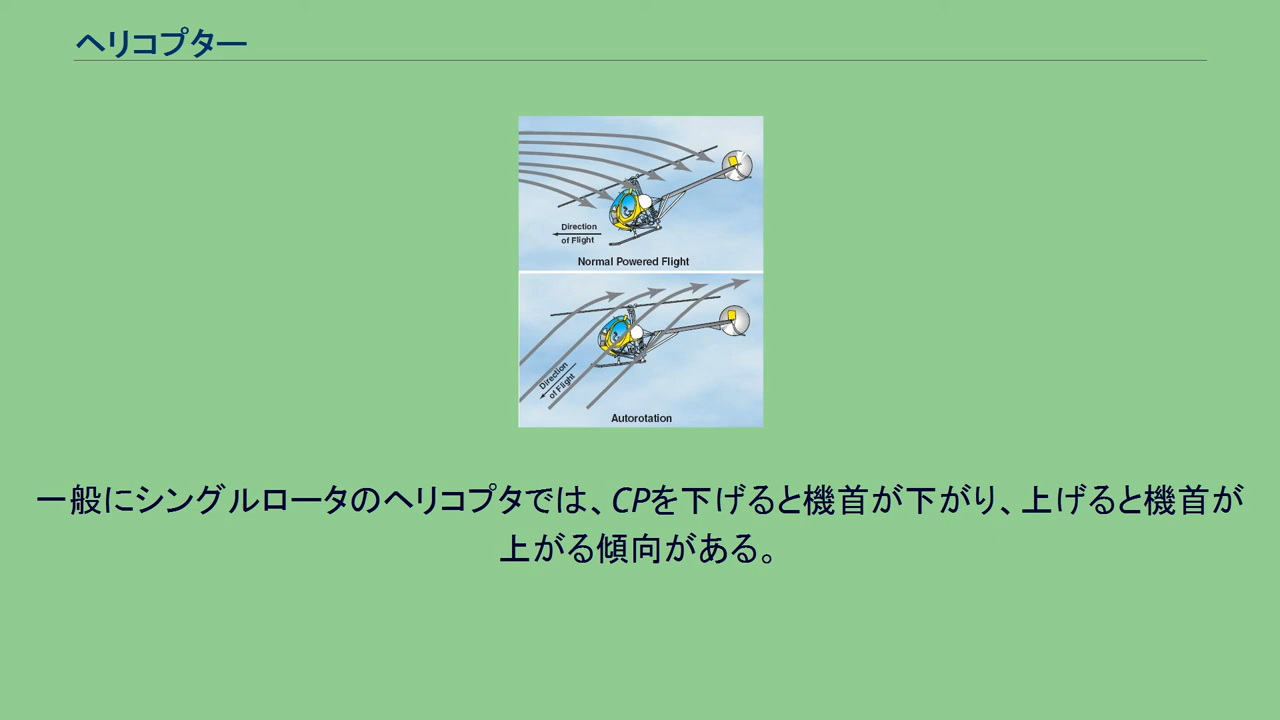 ヘリコプター
Direction
of Flight
Normal Powered Flight
Direction
of Flight
Autorotation
一般にシングルロータのヘリコプタでは、CPを下げると機首が下がり、上げると機首が
上がる傾向がある。